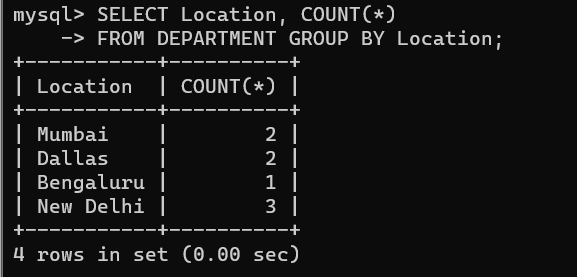 mysql> SELECT Location, COUNT(*)
    -> FROM DEPARTMENT GROUP BY Location;
+-----------+----------+
| Location  | COUNT(*) |
+-----------+----------+
| Mumbai    |        2 |
| Dallas    |        2 |
| Bengaluru |        1 |
| New Delhi |        3 |
+-----------+----------+
4 rows in set (0.00 sec)